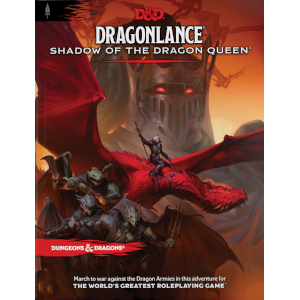 D&D
DRAGONLANCE®
SHADOW OF THE DRAGON QUEEN®
DUNGEONS & DRAGONS®
March to war against the Dragon Armies in this adventure for
THE WORLD'S GREATEST ROLEPLAYING GAME®